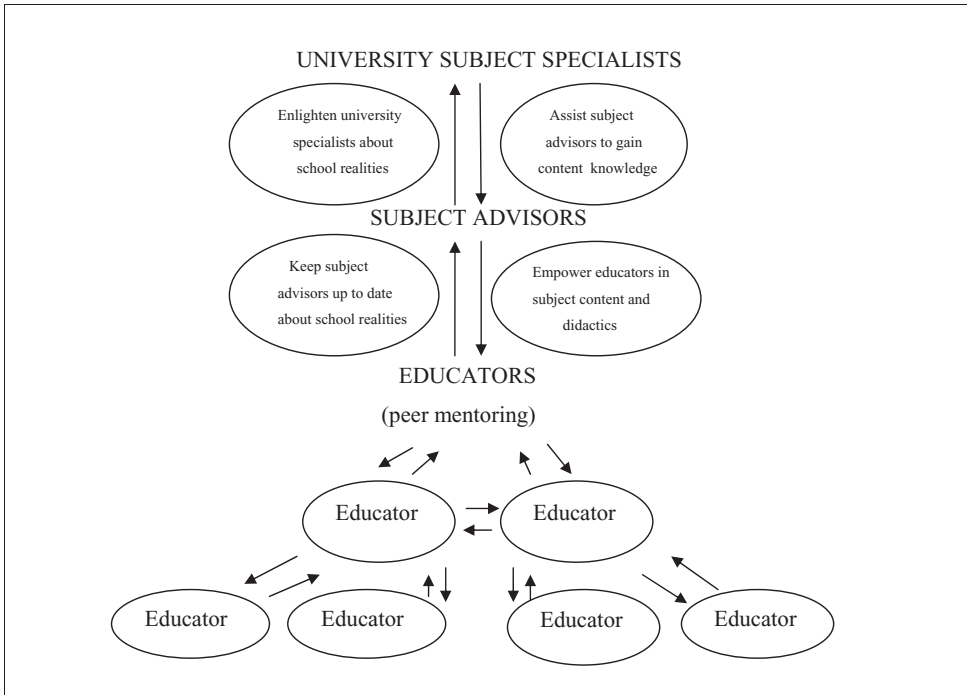 UNIVERSITY SUBJECT SPECIALISTS
Enlighten university
specialists about
school realities
Assist subject
advisors to gain
content knowledge
SUBJECT ADVISORS
Keep subject
advisors up to date
about school realities
Empower educators in
subject content and
didactics
EDUCATORS
(peer mentoring)
Educator
Educator
Educator
Educator
Educator
Educator